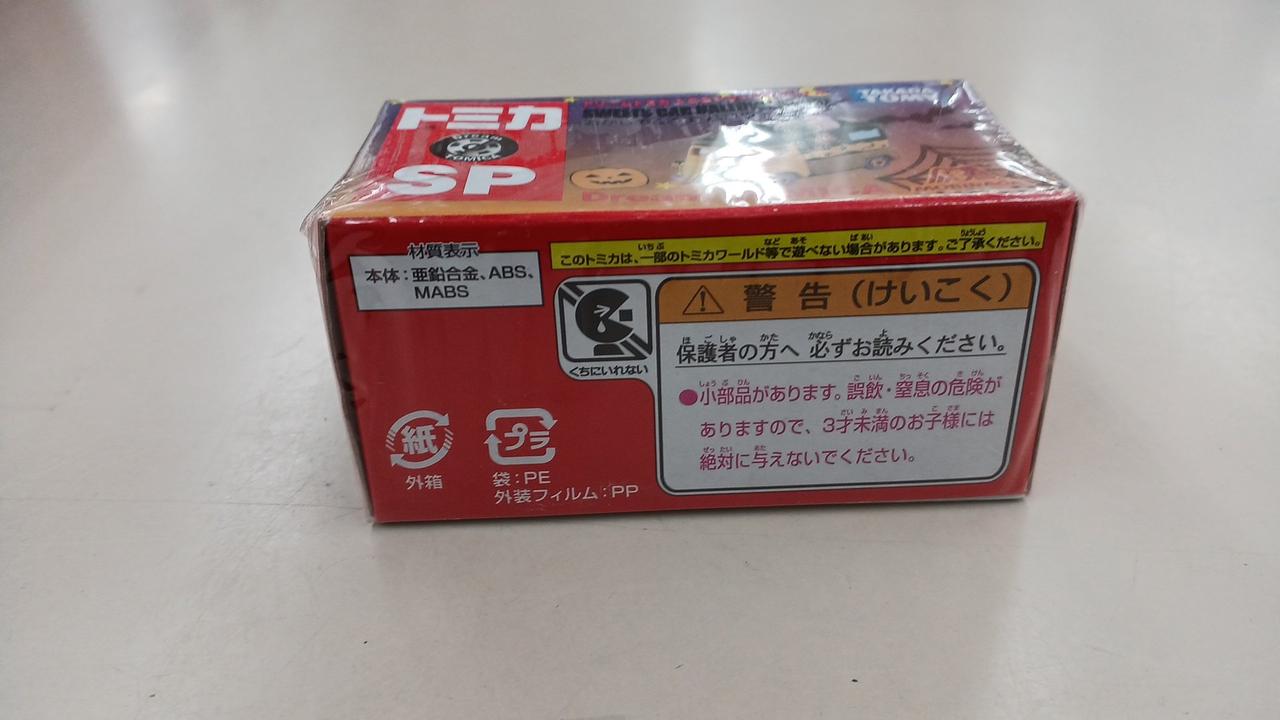 トミカ
Dream TOMICA
SP
TAKARA
TOMY
材質表示
本体：亜鉛合金、ABS、
MABS
このトミカは、一部のトミカワールド等で遊べない場合があります。ご了承ください。
くちにいれない
警告（けいこく）
保護者の方へ 必ずお読みください。
●小部品があります。誤飲・窒息の危険が
ありますので、3才未満のお子様には
絶対に与えないでください。
紙
外箱
プラ
袋：PE
外装フィルム：PP